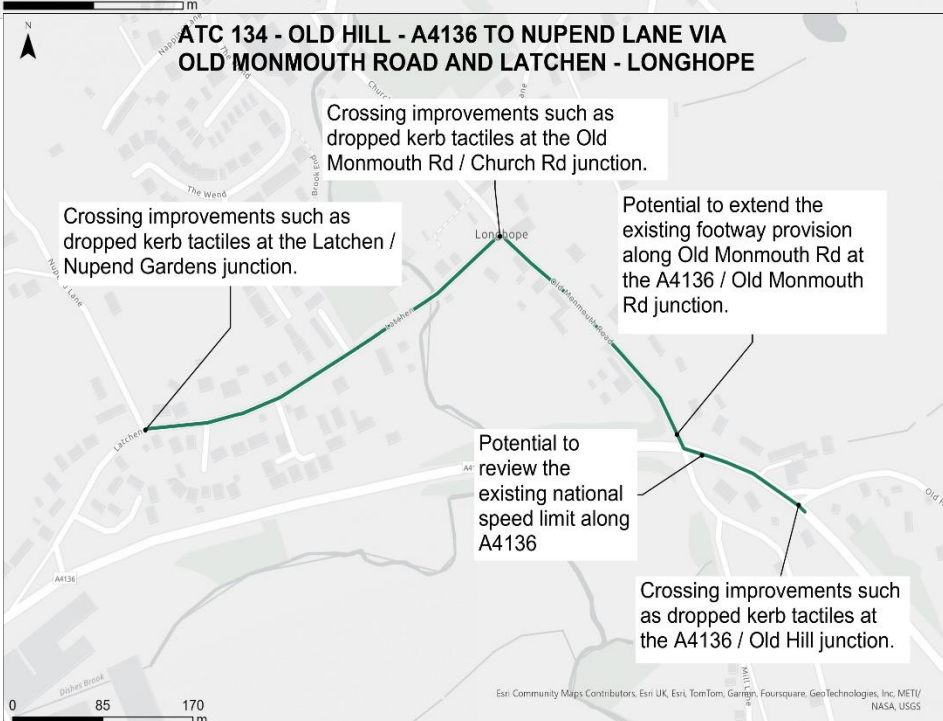 m
N
ATC 134 - OLD HILL - A4136 TO NUPEND LANE VIA
OLD MONMOUTH ROAD AND LATCHEN - LONGHOPE
Crossing improvements such as
dropped kerb tactiles at the Old
Monmouth Rd / Church Rd junction.
The Wend
Brook End
Crossing improvements such as
dropped kerb tactiles at the Latchen /
Nupend Gardens junction.
Longhope
Potential to extend the
existing footway provision
along Old Monmouth Rd at
the A4136 / Old Monmouth
Rd junction.
Old Monmouth Road
Latchen
Latchen
Potential to
review the
existing national
speed limit along
A4136
A4136
Crossing improvements such
as dropped kerb tactiles at
the A4136 / Old Hill junction.
Mill Lane
Dishes Brook
0 85 170
m
Esri Community Maps Contributors, Esri UK, Esri, TomTom, Garmin, Foursquare, GeoTechnologies, Inc, METI/
NASA, USGS